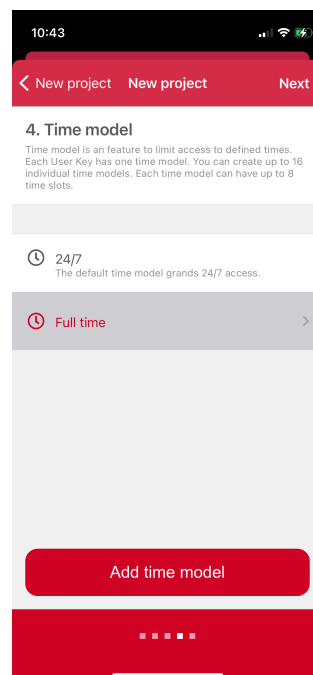 10:43
New project
New project
Next
4. Time model
Time model is an feature to limit access to defined times.
Each User Key has one time model. You can create up to 16
individual time models. Each time model can have up to 8
time slots.
24/7
The default time model grands 24/7 access.
Full time
Add time model